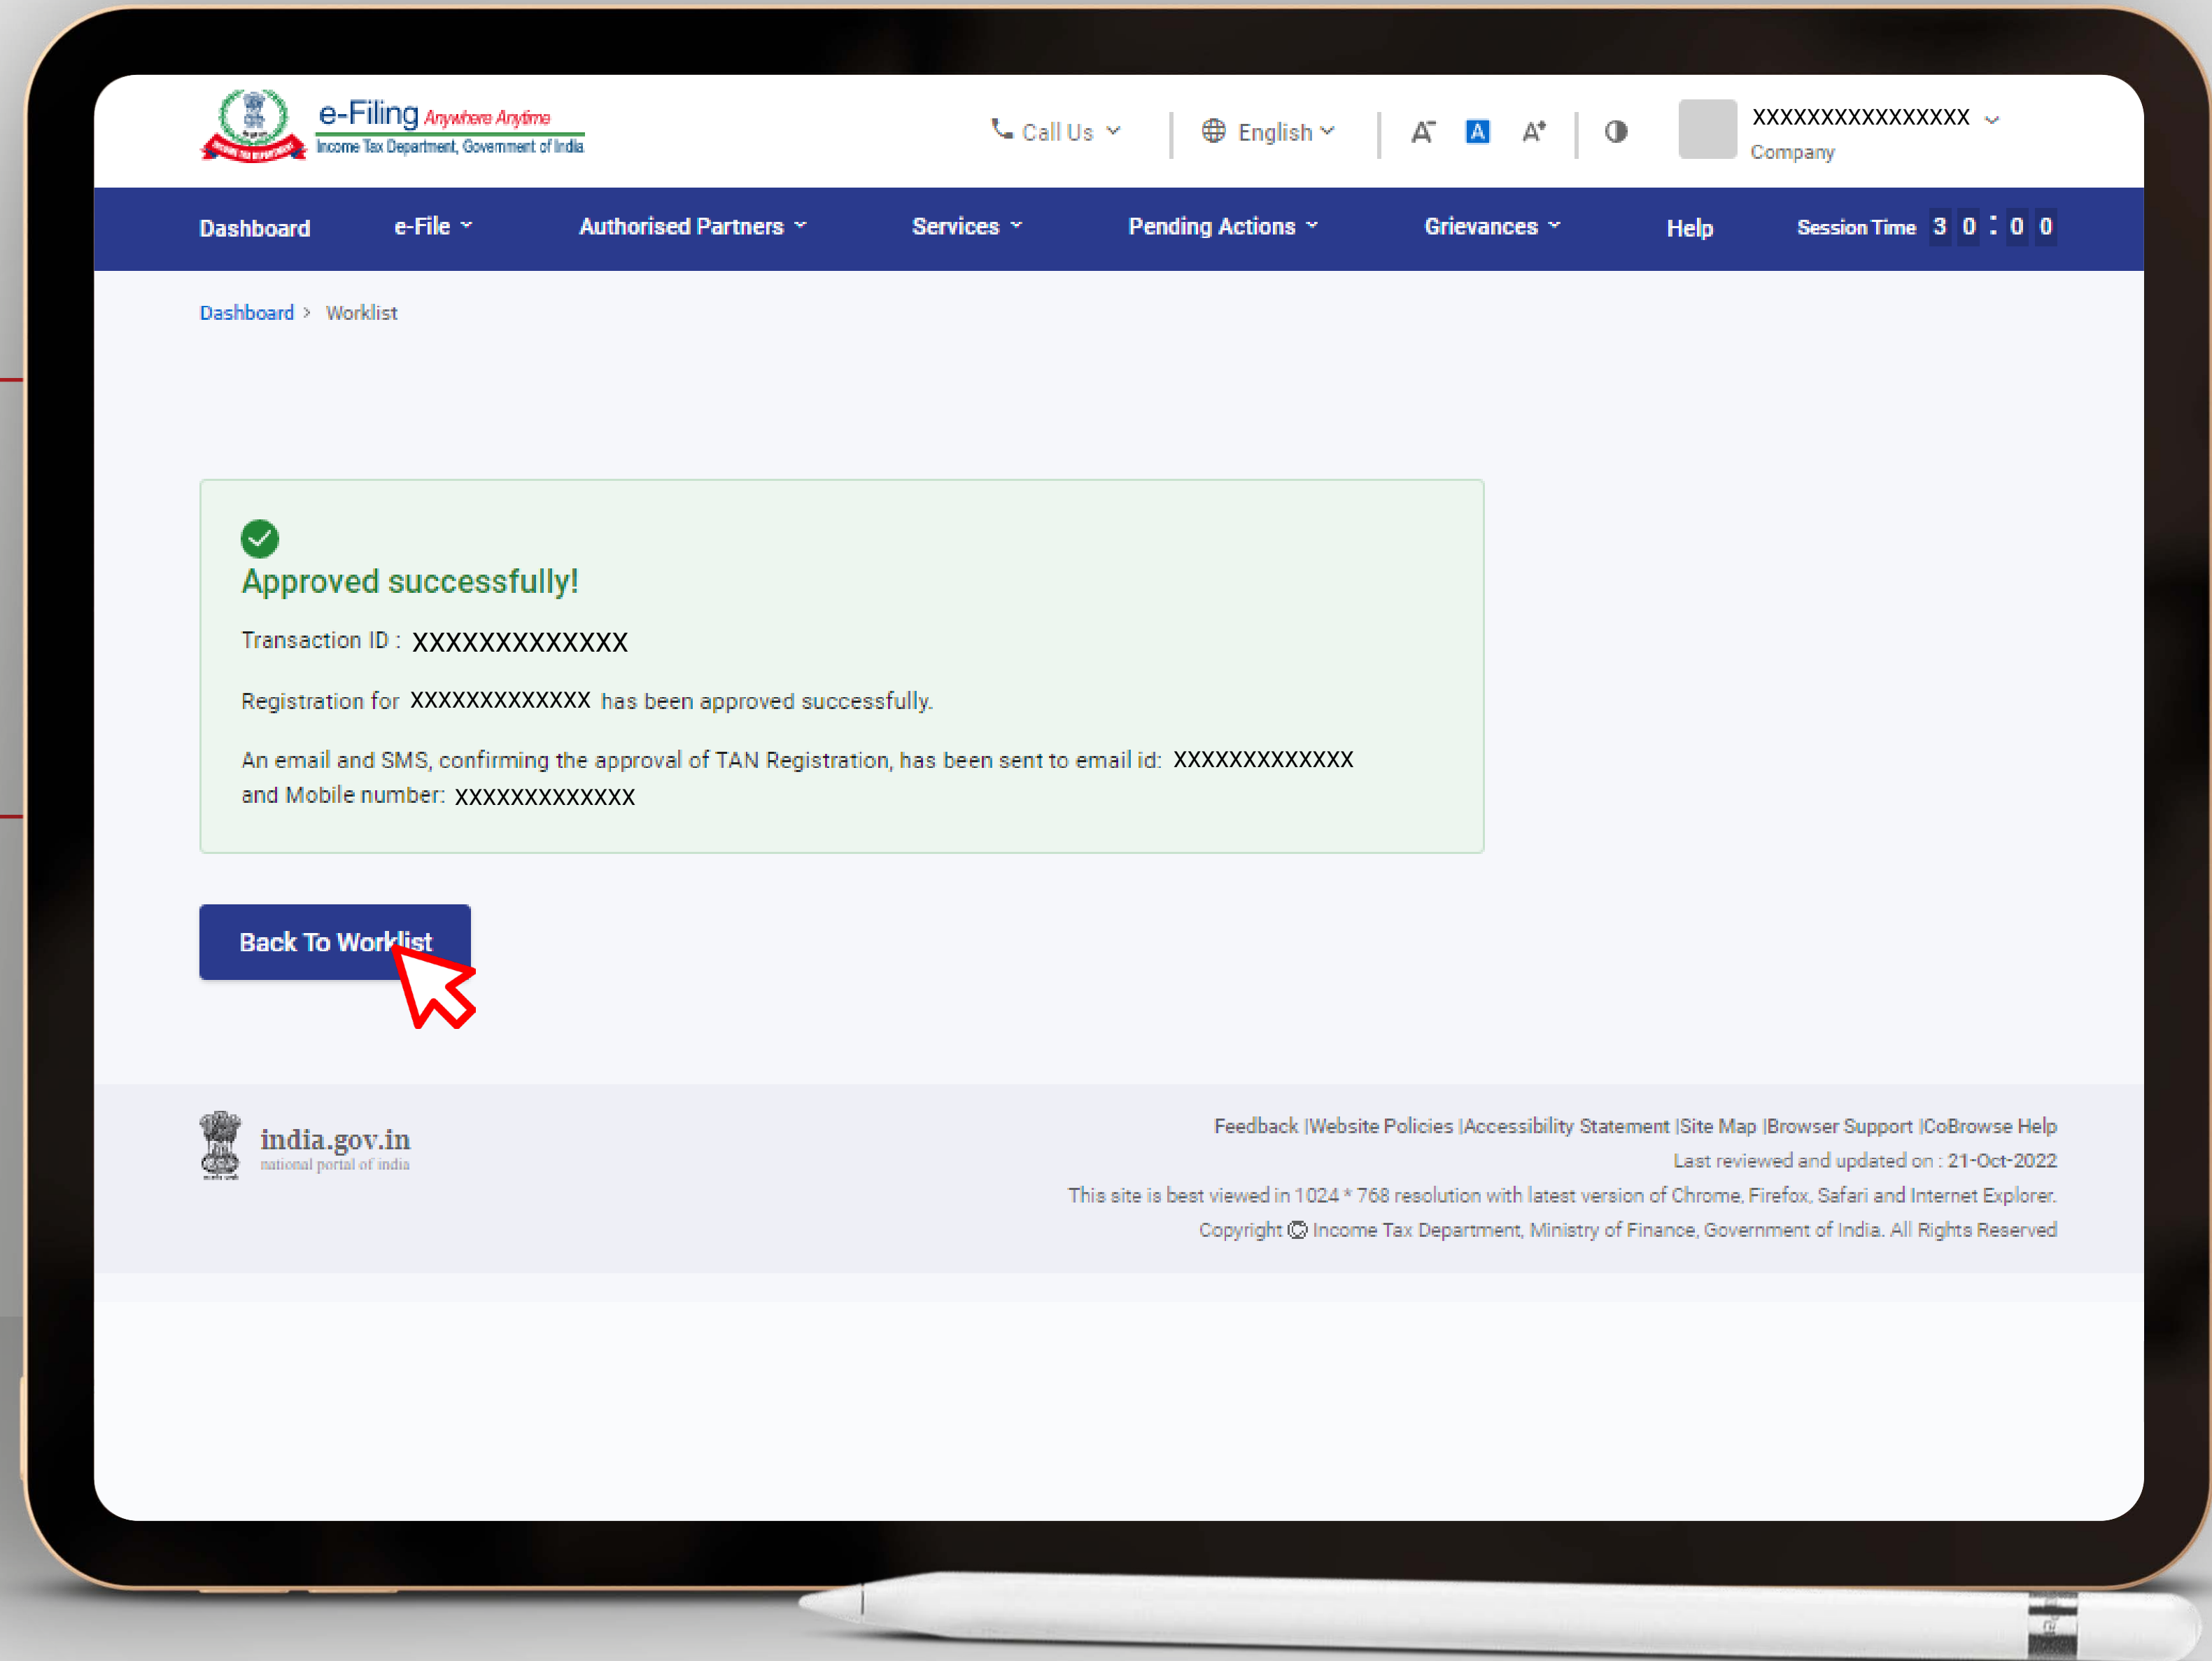 e-Filing Anywhere Anytime
Income Tax Department, Government of India
Call Us
English
A-
A
A+
XXXXXXXXXXXXXXXX
Company
Dashboard e-File Authorised Partners Services Pending Actions Grievances Help Session Time 30:00
Dashboard > Worklist
Approved successfully!
Transaction ID : XXXXXXXXXXXXX
Registration for XXXXXXXXXXXXX has been approved successfully.
An email and SMS, confirming the approval of TAN Registration, has been sent to email id: XXXXXXXXXXXXX
and Mobile number: XXXXXXXXXXXXX
Back To Worklist
india.gov.in
national portal of india
Feedback |Website Policies |Accessibility Statement |Site Map |Browser Support |CoBrowse Help
Last reviewed and updated on : 21-Oct-2022
This site is best viewed in 1024 * 768 resolution with latest version of Chrome, Firefox, Safari and Internet Explorer.
Copyright © Income Tax Department, Ministry of Finance, Government of India. All Rights Reserved